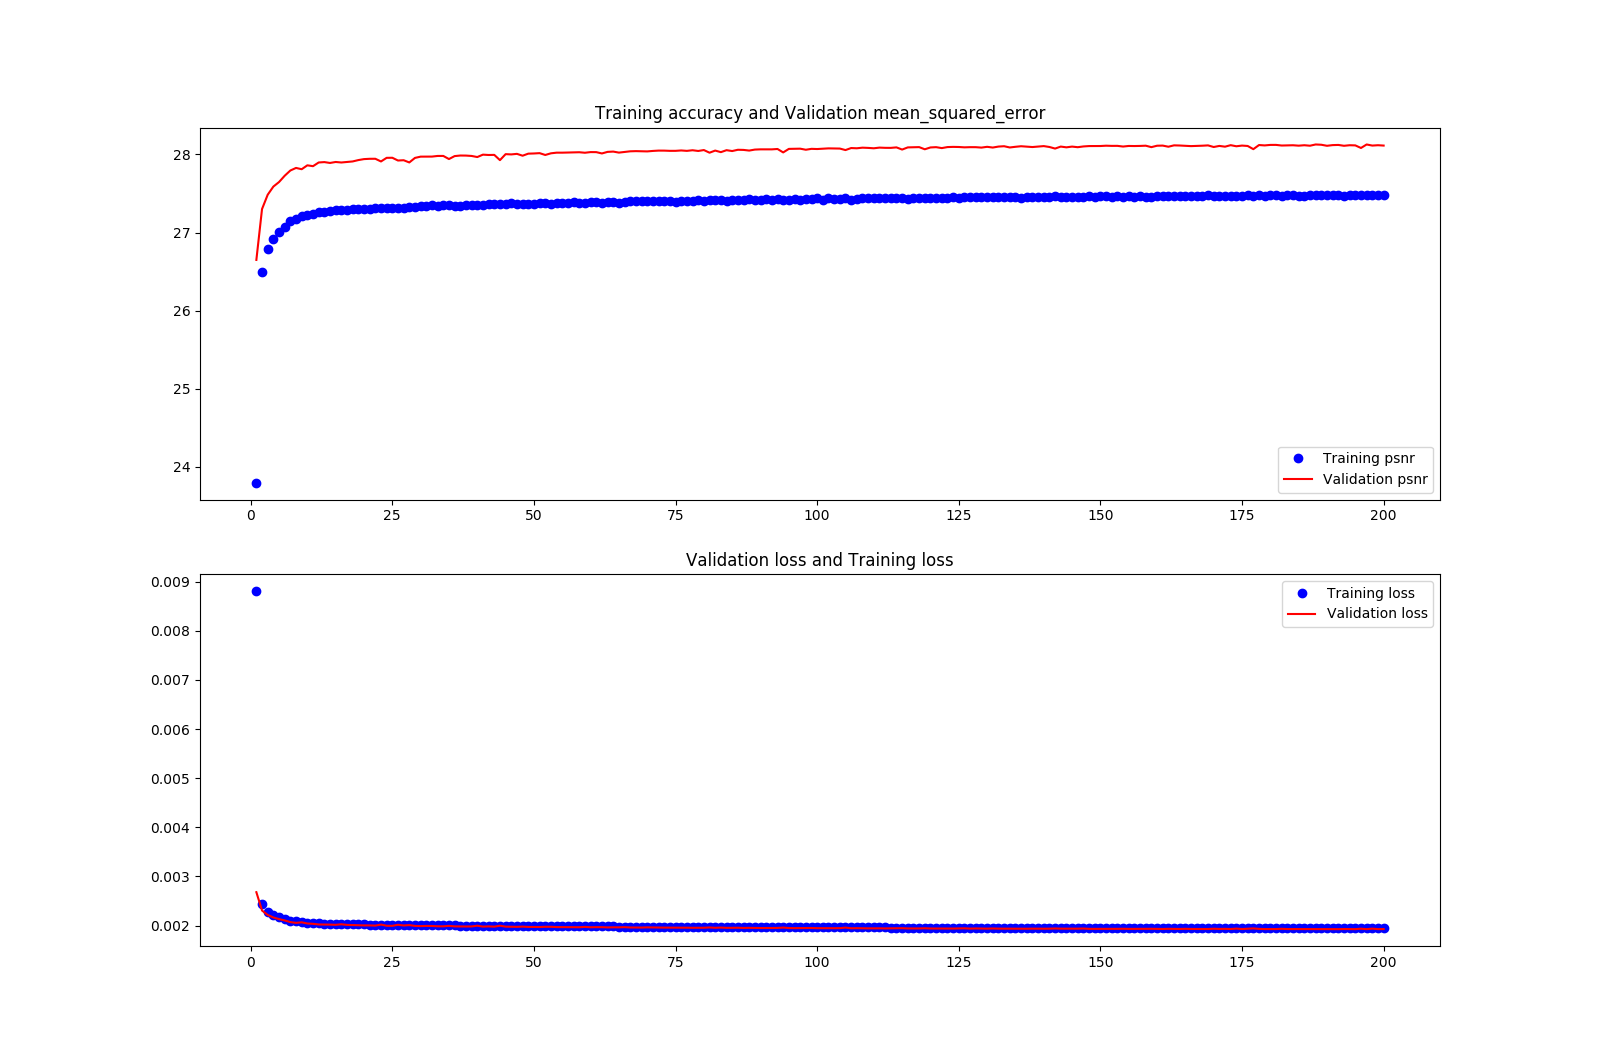 Training accuracy and Validation mean_squared_error
28
27
26
25
24
Training psnr
Validation psnr
0 25 50 75 100 125 150 175 200
Validation loss and Training loss
0.009
0.008
0.007
0.006
0.005
0.004
0.003
0.002
Training loss
Validation loss
0 25 50 75 100 125 150 175 200